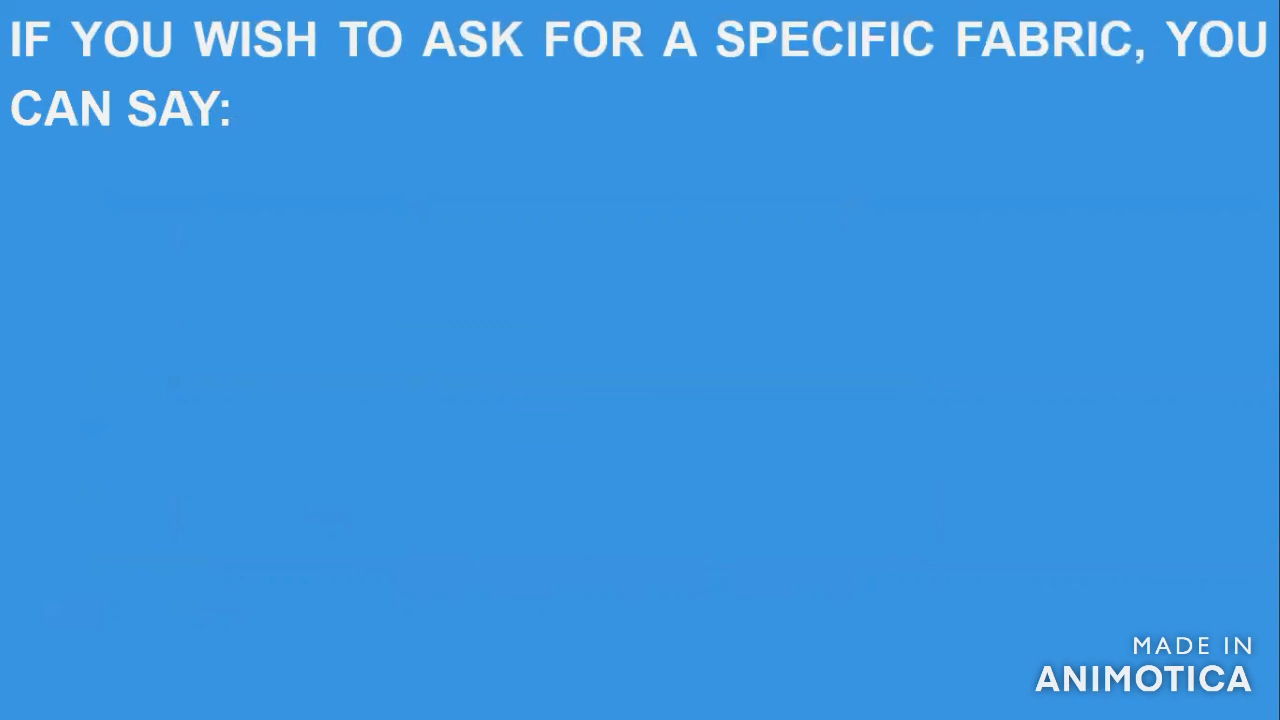 IF YOU WISH TO ASK FOR A SPECIFIC FABRIC, YOU
CAN SAY:
MADE IN
ANIMOTICA